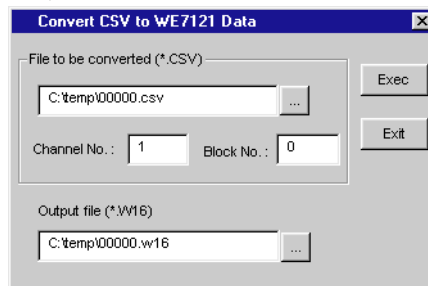 Convert CSV to WE7121 Data
File to be converted (*.CSV)
C:\temp\00000.csv
...
Exec
Channel No. : 1 Block No. : 0
Exit
Output file (*.W16)
C:\temp\00000.w16
...